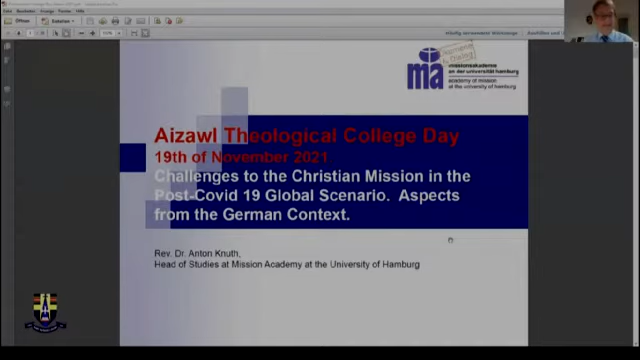 missionsakademie
an der universität hamburg
academy of mission
at the university of hamburg
Aizawl Theological College Day
19th of November 2021
Challenges to the Christian Mission in the
Post-Covid 19 Global Scenario. Aspects
from the German Context.
Rev. Dr. Anton Knuth,
Head of Studies at Mission Academy at the University of Hamburg